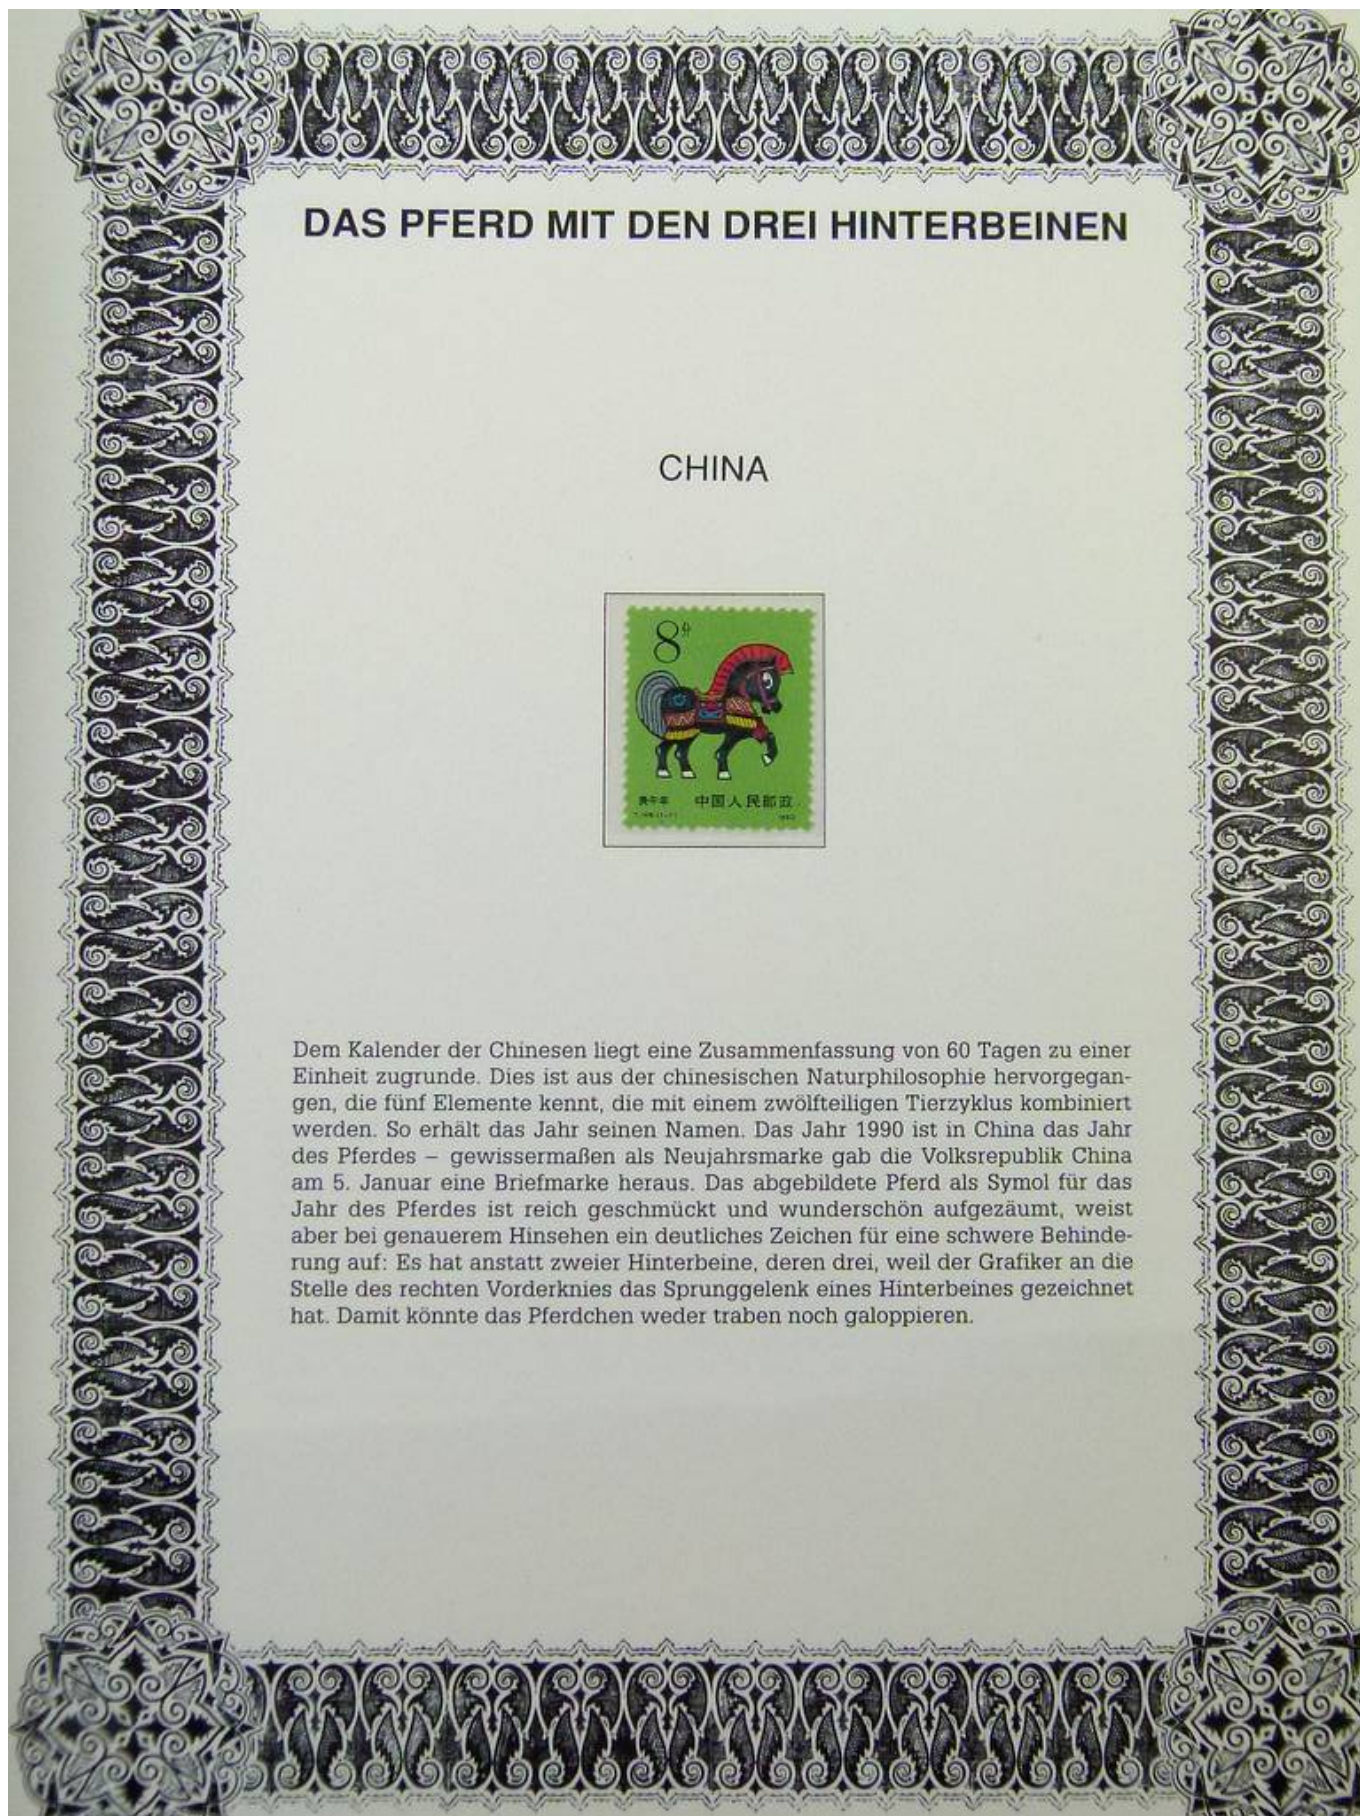 DAS PFERD MIT DEN DREI HINTERBEINEN
CHINA
8分
庚午年 中国人民邮政
1990
Dem Kalender der Chinesen liegt eine Zusammenfassung von 60 Tagen zu einer
Einheit zugrunde. Dies ist aus der chinesischen Naturphilosophie hervorgegan-
gen, die fünf Elemente kennt, die mit einem zwölfteiligen Tierzyklus kombiniert
werden. So erhält das Jahr seinen Namen. Das Jahr 1990 ist in China das Jahr
des Pferdes – gewissermaßen als Neujahrsmarke gab die Volksrepublik China
am 5. Januar eine Briefmarke heraus. Das abgebildete Pferd als Symol für das
Jahr des Pferdes ist reich geschmückt und wunderschön aufgezäumt, weist
aber bei genauerem Hinsehen ein deutliches Zeichen für eine schwere Behinde-
rung auf: Es hat anstatt zweier Hinterbeine, deren drei, weil der Grafiker an die
Stelle des rechten Vorderknies das Sprunggelenk eines Hinterbeines gezeichnet
hat. Damit könnte das Pferdchen weder traben noch galoppieren.